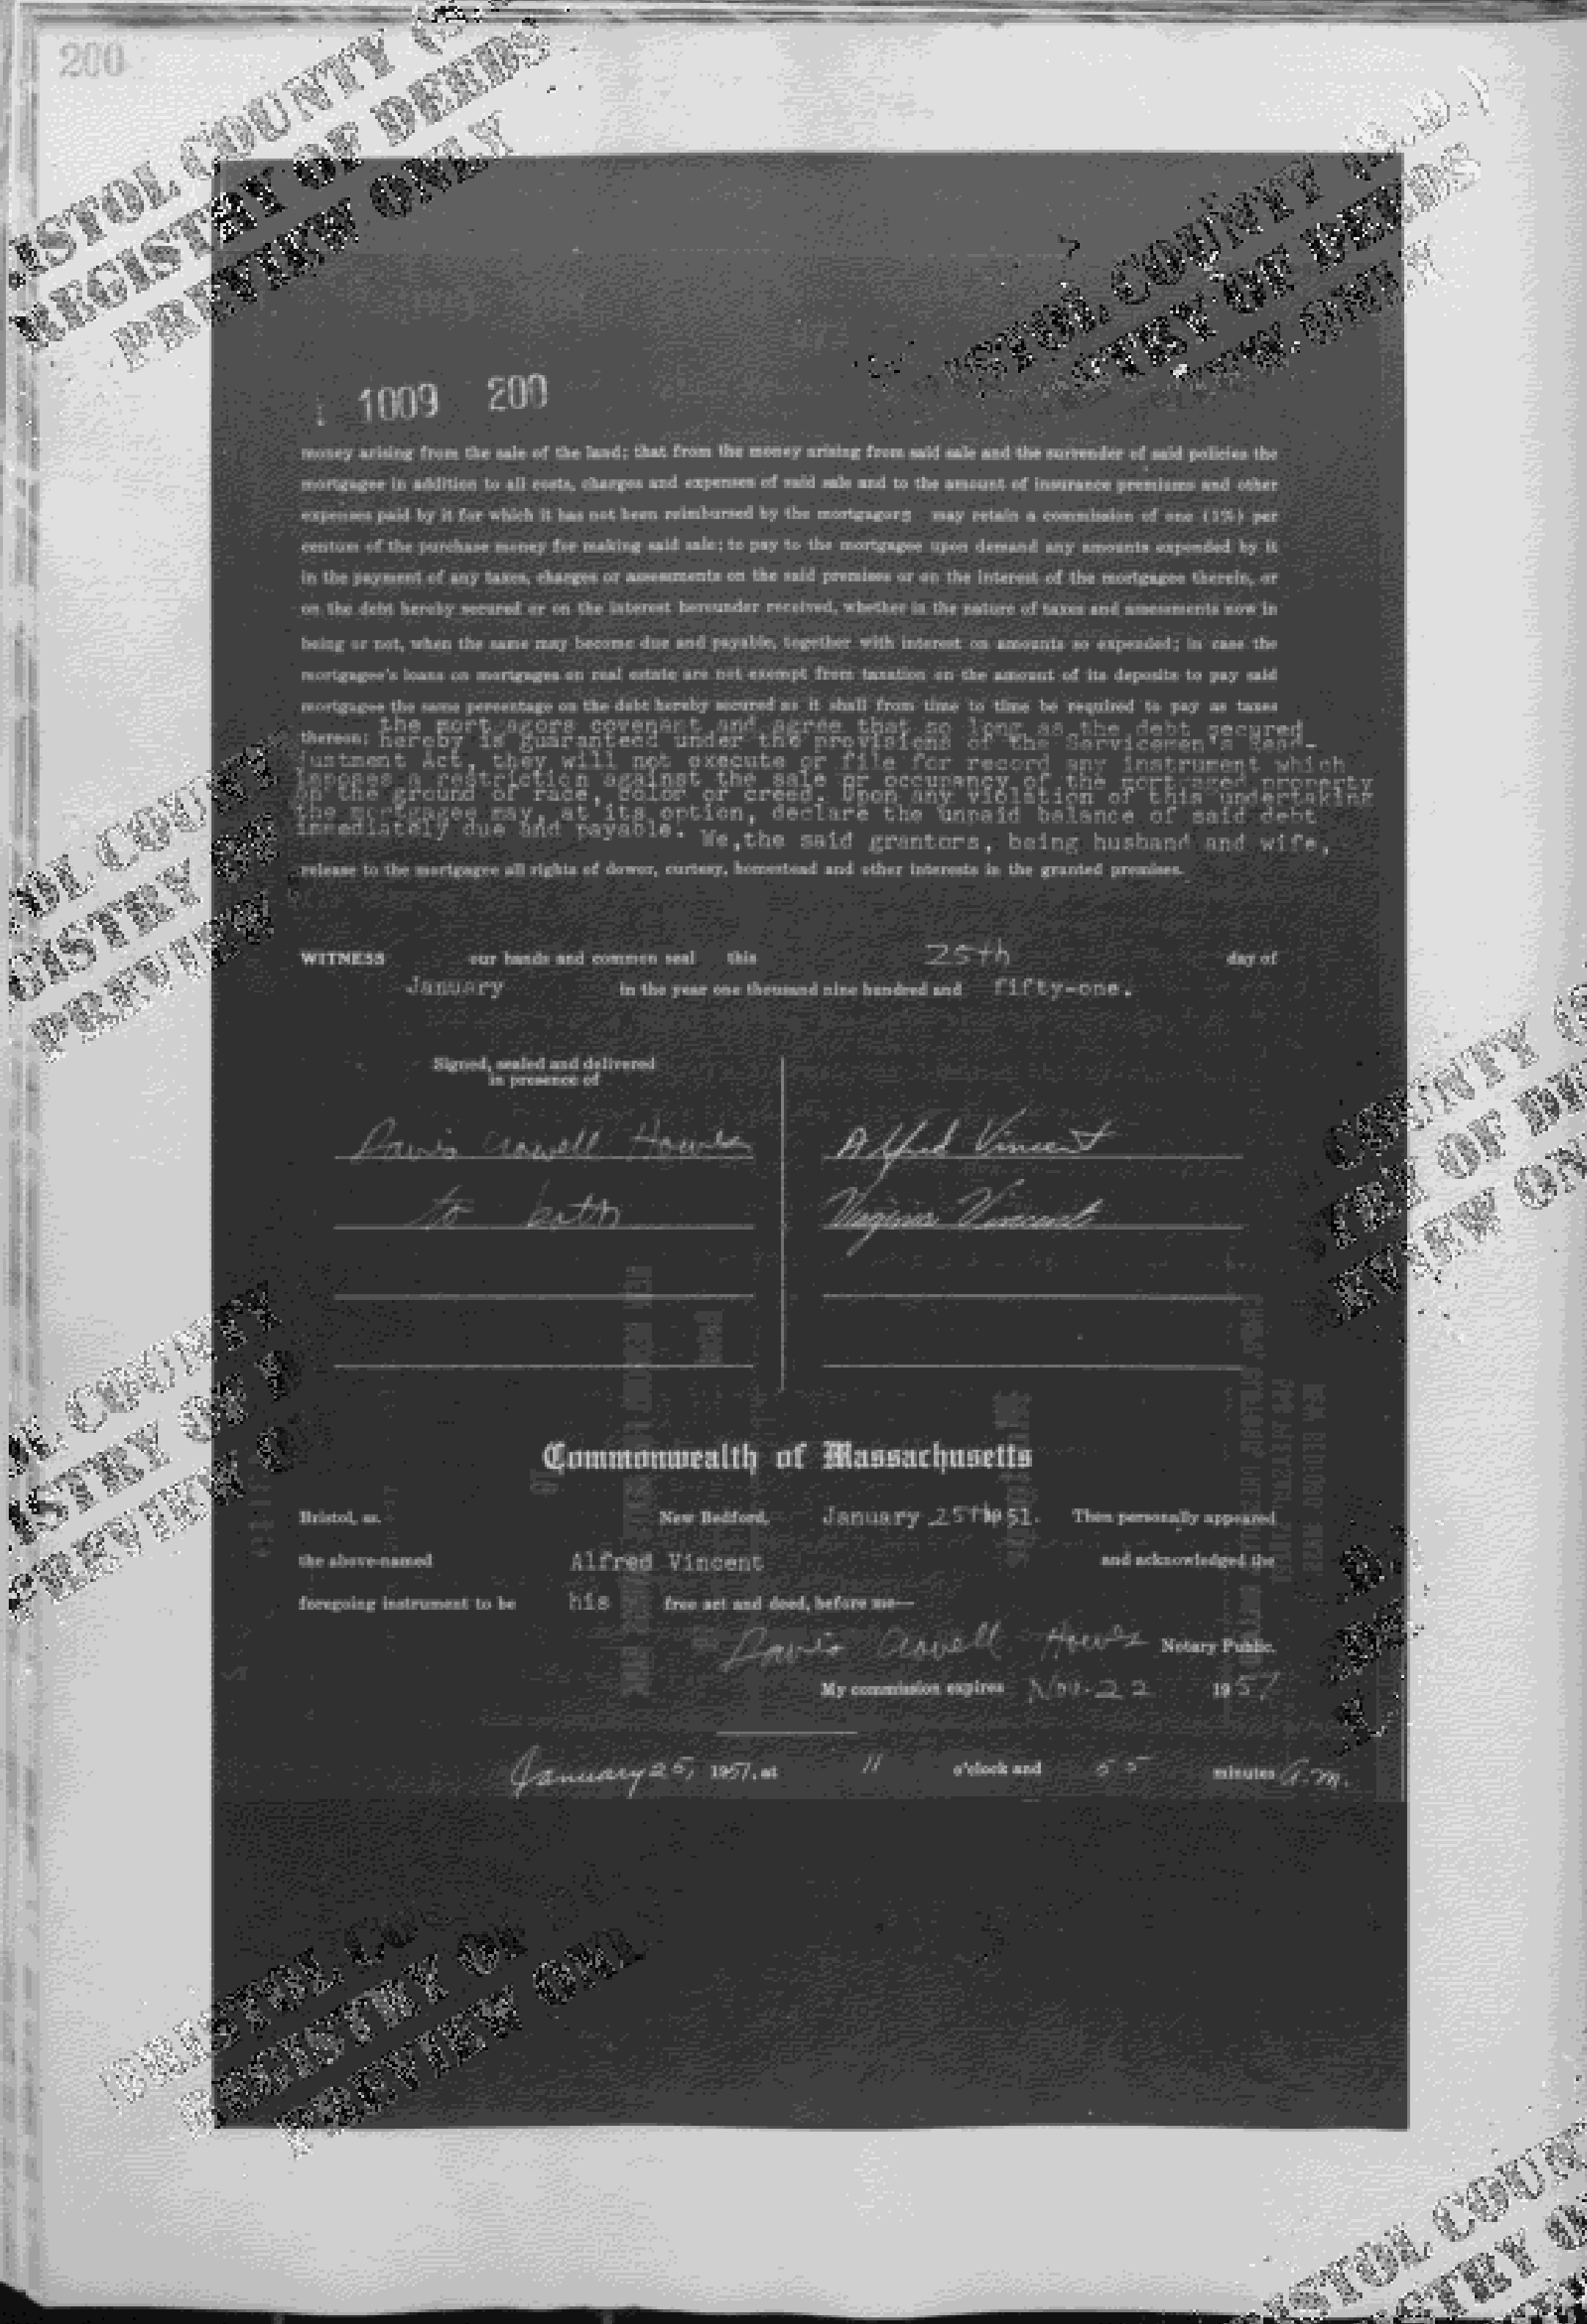 200
1009 200
money arising from the sale of the land; that from the money arising from said sale and the surrender of said policies the
mortgagee in addition to all costs, charges and expenses of said sale and to the amount of insurance premiums and other
expenses paid by it for which it has not been reimbursed by the mortgagors may retain a commission of one (1%) per
centum of the purchase money for making said sale; to pay to the mortgagee upon demand any amounts expended by it
in the payment of any taxes, charges or assessments on the said premises or on the interest of the mortgagee therein, or
on the debt hereby secured or on the interest hereunder received, whether in the nature of taxes and assessments now in
being or not, when the same may become due and payable, together with interest on amounts so expended; in case the
mortgagee's loans on mortgages on real estate are not exempt from taxation on the amount of its deposits to pay said
mortgagee the same percentage on the debt hereby secured as it shall from time to time be required to pay as taxes
the mort agors covenant and agree that so long as the debt secured
thereon; hereby is guaranteed under the provisions of the Servicemen's Read-
justment Act, they will not execute or file for record any instrument which
imposes a restriction against the sale or occupancy of the mortgaged property
on the ground of race, color or creed. Upon any violation of this undertaking
the mortgagee may, at its option, declare the unpaid balance of said debt
immediately due and payable. We,the said grantors, being husband and wife,
release to the mortgagee all rights of dower, curtesy, homestead and other interests in the granted premises.
WITNESS our hands and common seal this 25th day of
January in the year one thousand nine hundred and fifty-one.
Signed, sealed and delivered
in presence of
Davis Crowell Howes Alfred Vincent
to both Virginia Vincent
Commonwealth of Massachusetts
Bristol, ss. New Bedford, January 25th 51. Then personally appeared
the above-named Alfred Vincent and acknowledged the
foregoing instrument to be his free act and deed, before me—
Davis Crowell Howes Notary Public.
My commission expires Nov. 22 1957
January 25, 1951, at 11 o'clock and 55 minutes A.M.
BRISTOL COUNTY (S.D.)
REGISTRY OF DEEDS
PREVIEW ONLY